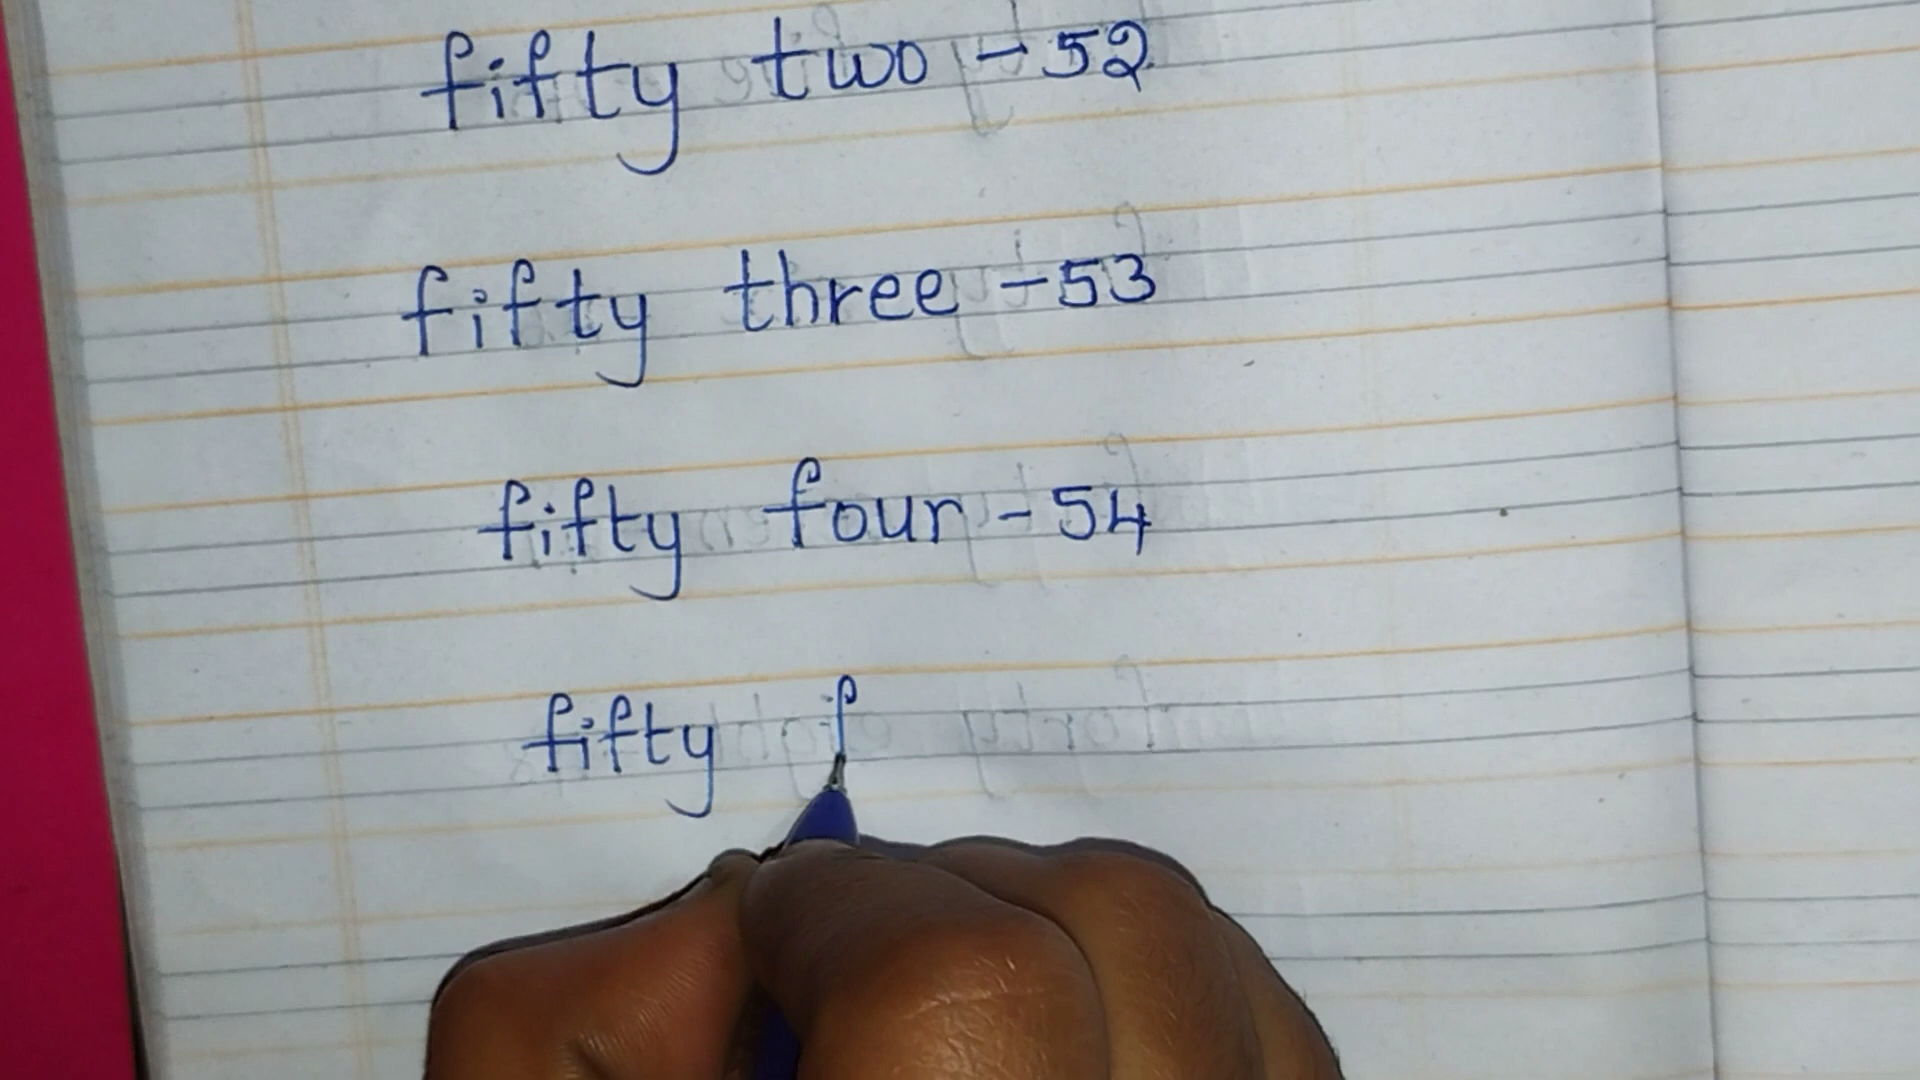 fifty two - 52
fifty three - 53
fifty four - 54
fifty f